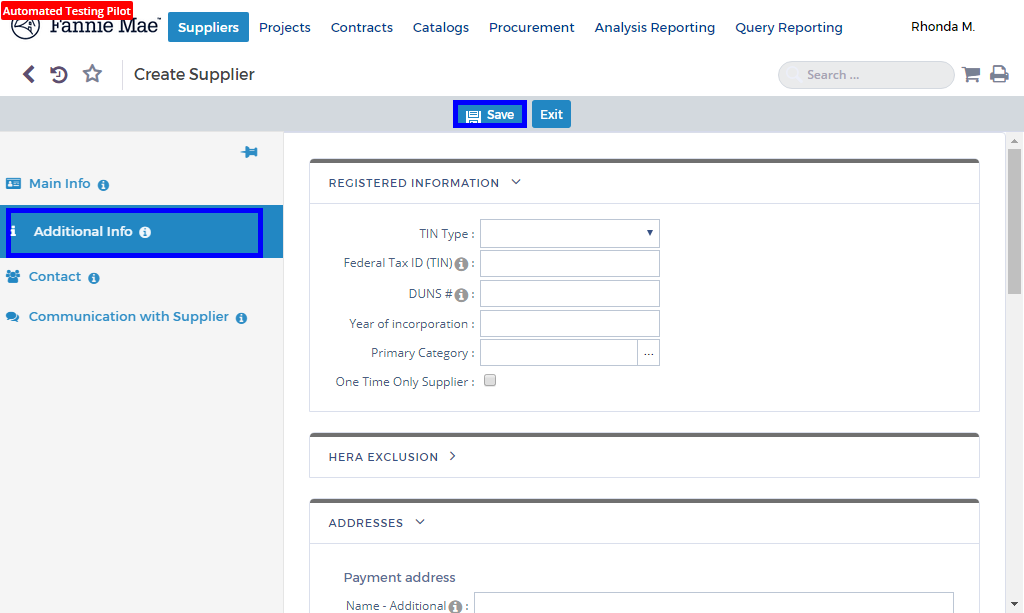 Automated Testing Pilot
Fannie Mae™
Suppliers Projects Contracts Catalogs Procurement Analysis Reporting Query Reporting Rhonda M.
Create Supplier
Search ...
Save Exit
Main Info
Additional Info
Contact
Communication with Supplier
REGISTERED INFORMATION
TIN Type :
Federal Tax ID (TIN) :
DUNS # :
Year of incorporation :
Primary Category : ...
One Time Only Supplier :
HERA EXCLUSION
ADDRESSES
Payment address
Name - Additional :